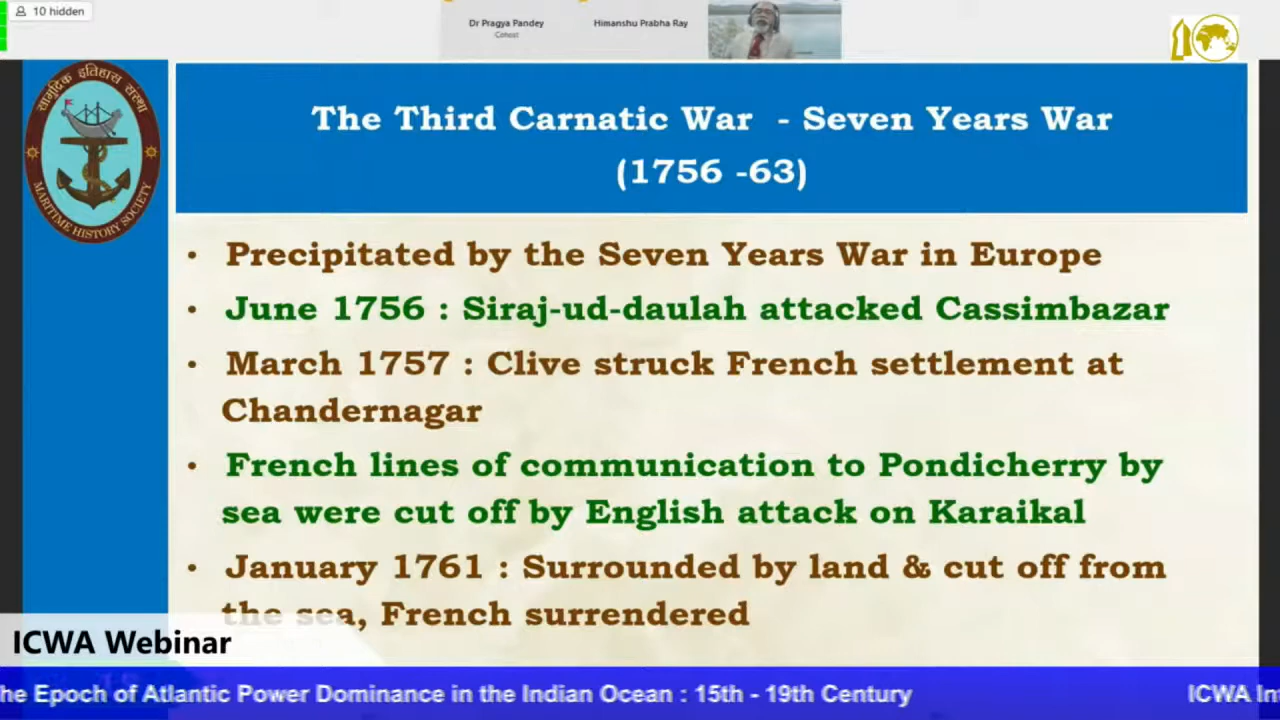 10 hidden
Dr Pragya Pandey
Cohost
Himanshu Prabha Ray
सामुद्रिक इतिहास संस्था
MARITIME HISTORY SOCIETY
The Third Carnatic War - Seven Years War
(1756 -63)
• Precipitated by the Seven Years War in Europe
• June 1756 : Siraj-ud-daulah attacked Cassimbazar
• March 1757 : Clive struck French settlement at
Chandernagar
• French lines of communication to Pondicherry by
sea were cut off by English attack on Karaikal
• January 1761 : Surrounded by land & cut off from
the sea, French surrendered
ICWA Webinar
he Epoch of Atlantic Power Dominance in the Indian Ocean : 15th - 19th Century
ICWA In